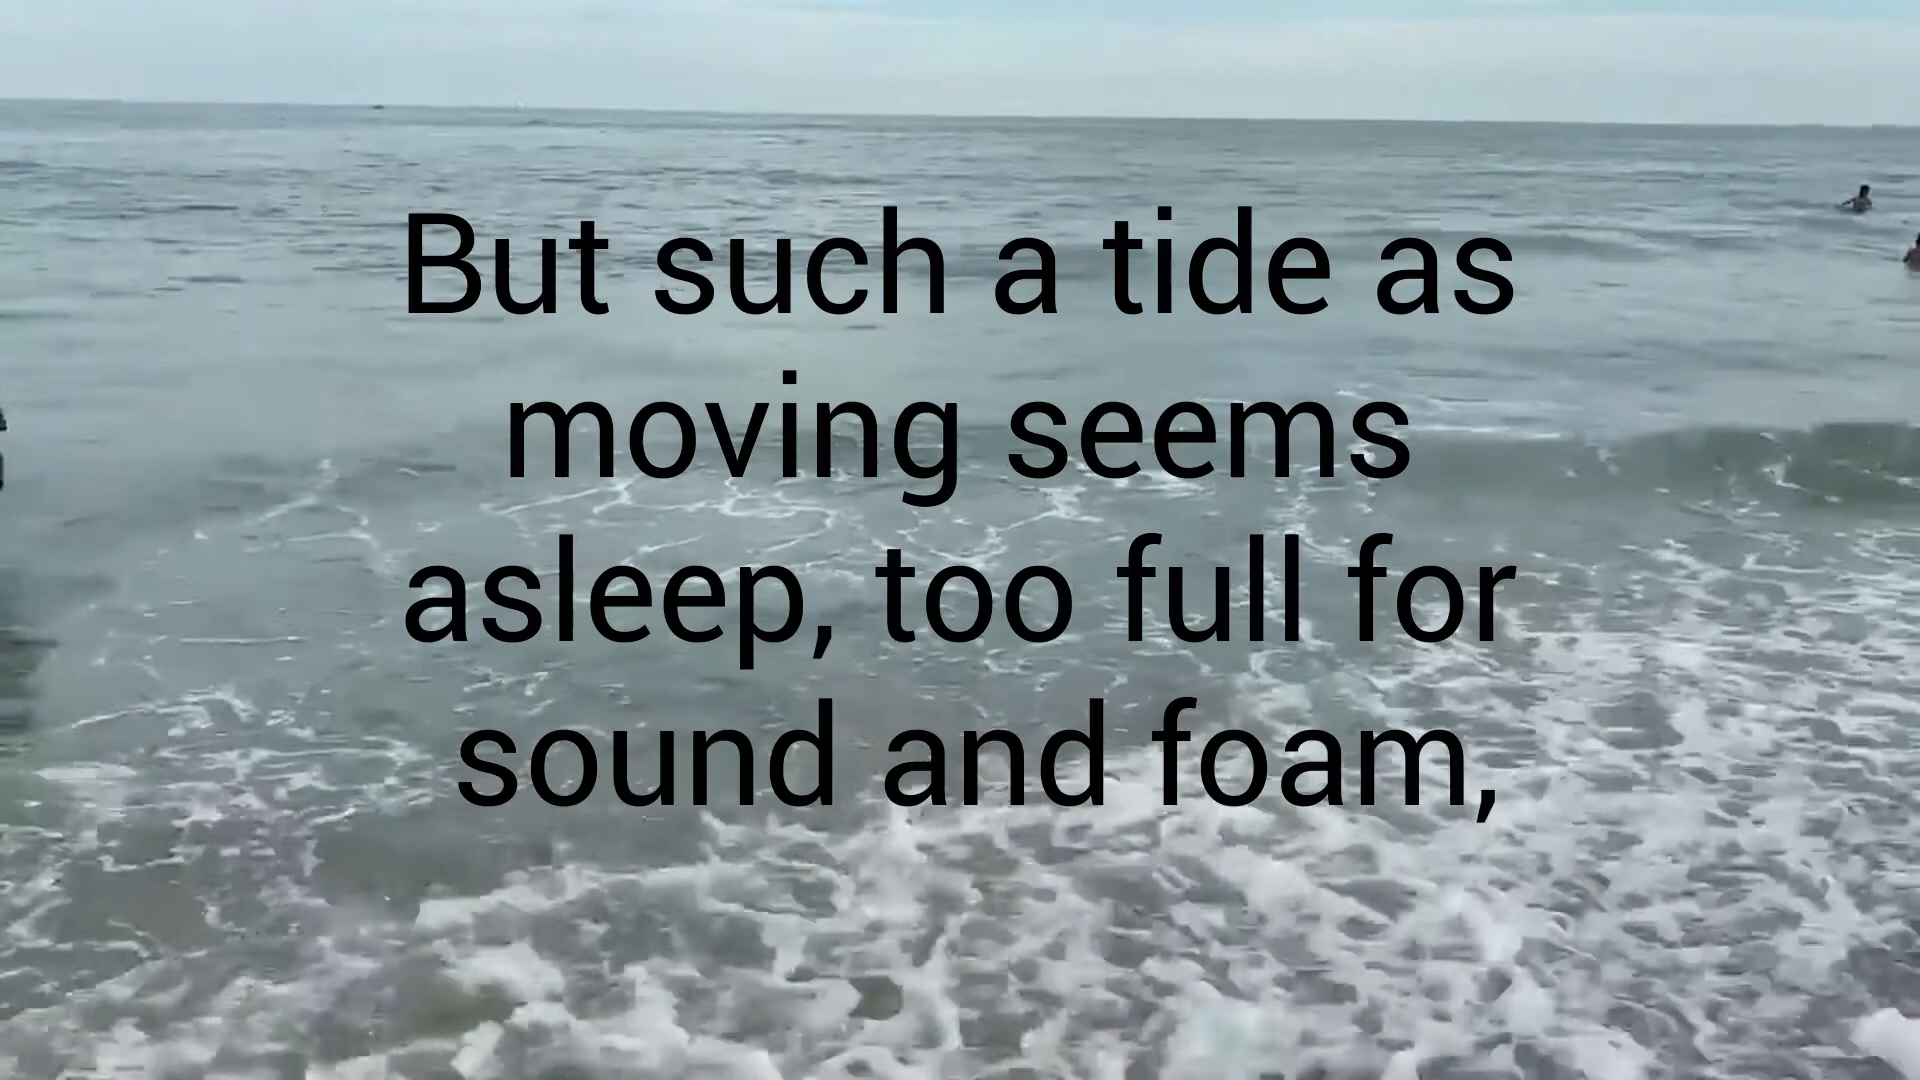 But such a tide as
moving seems
asleep, too full for
sound and foam,